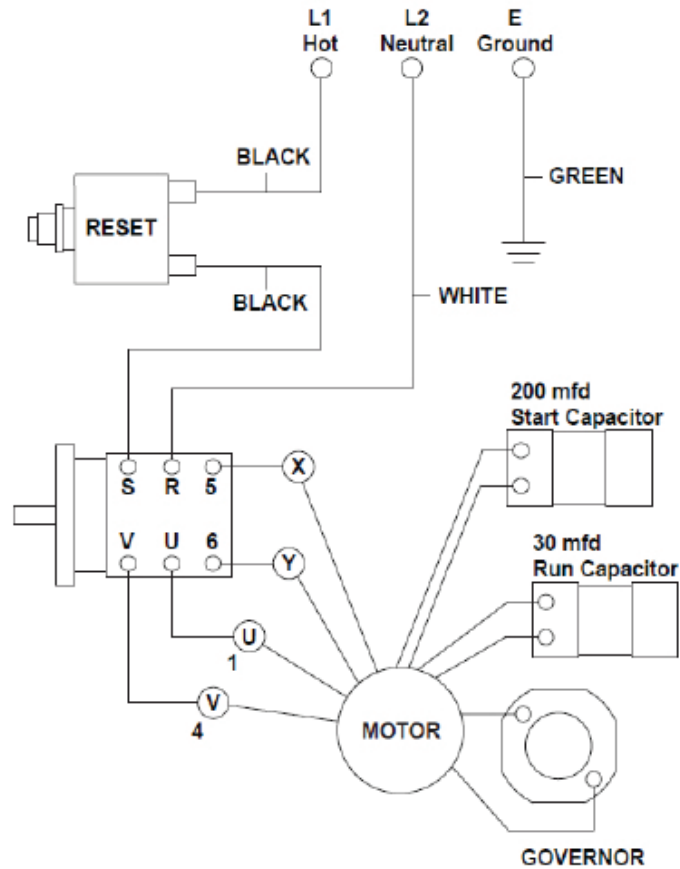 L1
Hot
L2
Neutral
E
Ground
BLACK
GREEN
RESET
BLACK
WHITE
200 mfd
Start Capacitor
S R 5
X
V U 6
Y
30 mfd
Run Capacitor
U
1
V
4
MOTOR
GOVERNOR